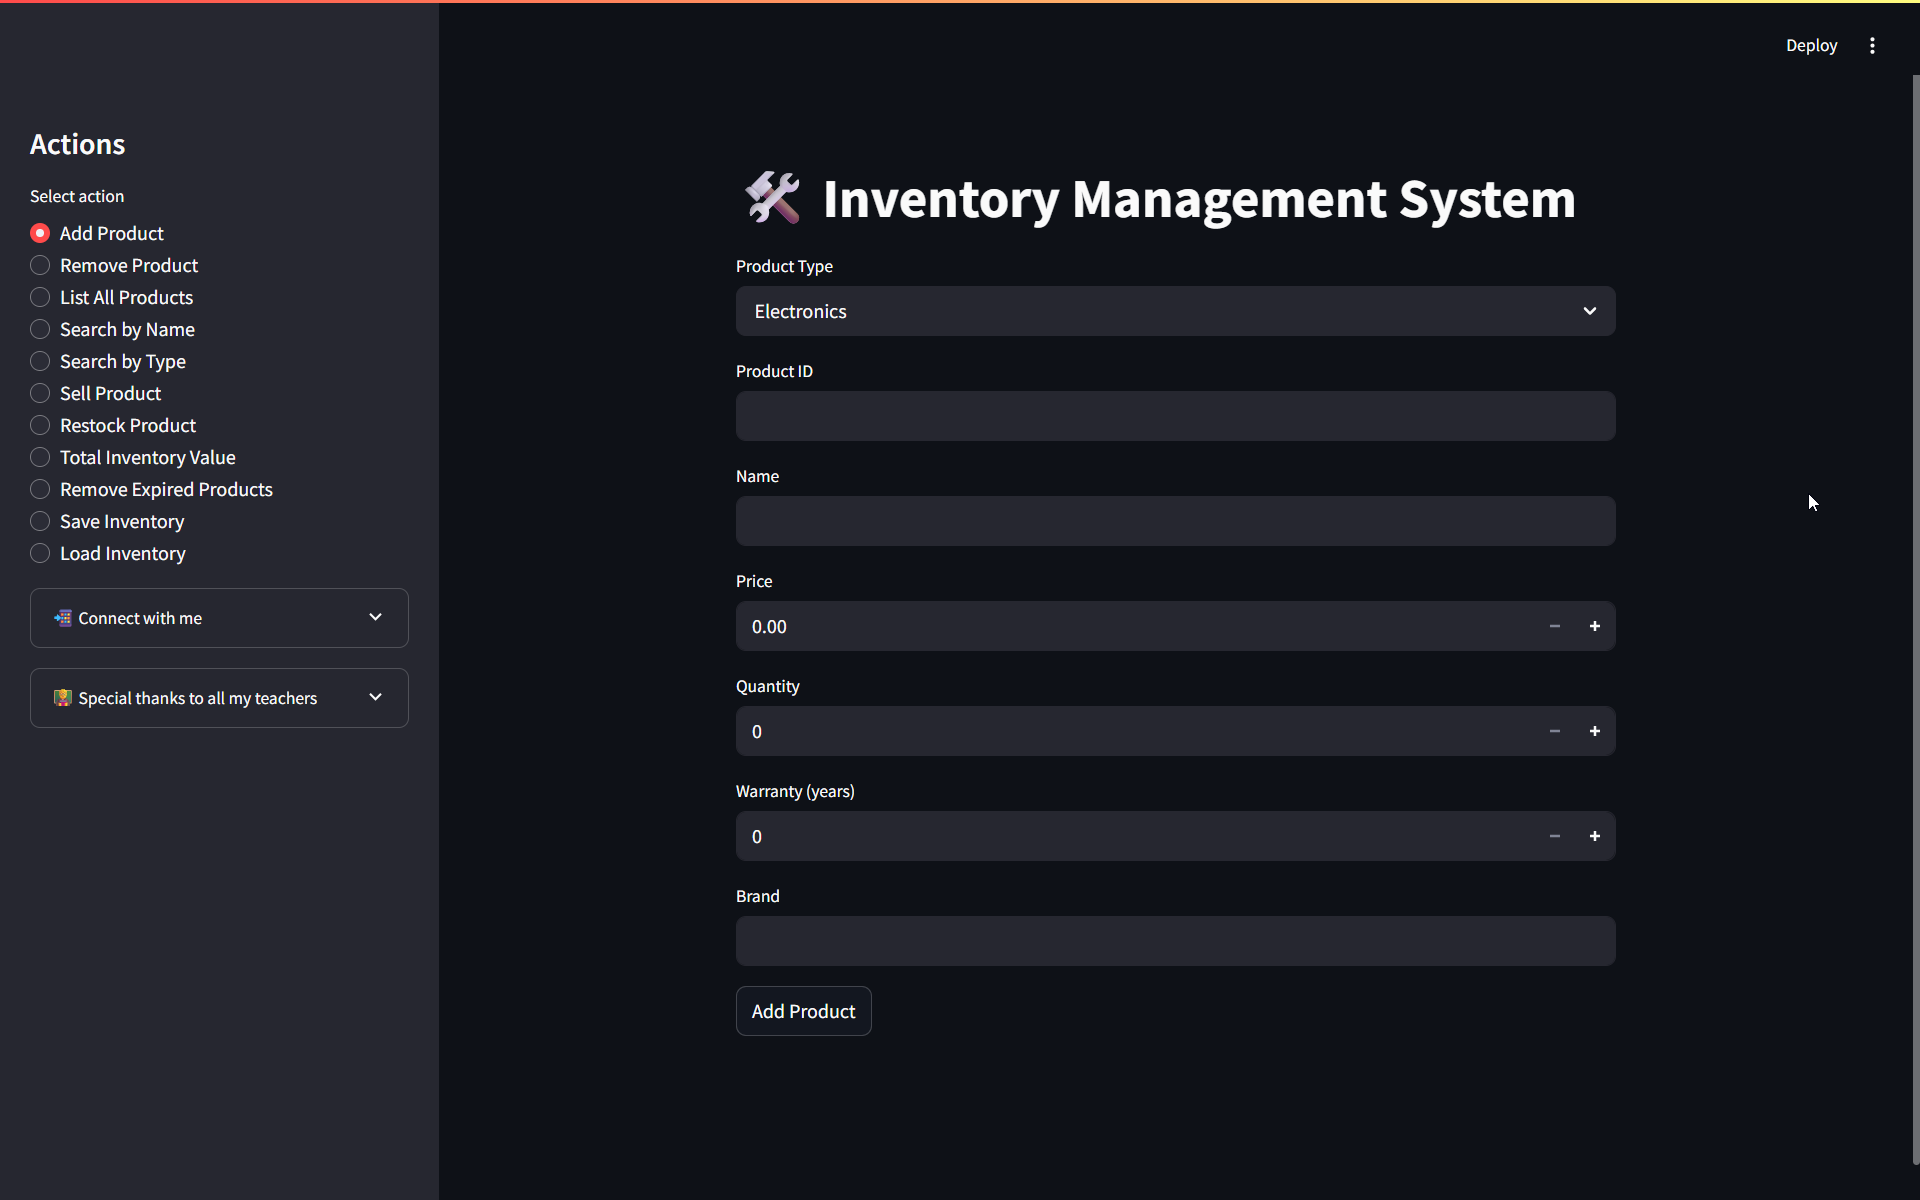 Deploy
Actions
Select action
Add Product
Remove Product
List All Products
Search by Name
Search by Type
Sell Product
Restock Product
Total Inventory Value
Remove Expired Products
Save Inventory
Load Inventory
Connect with me
Special thanks to all my teachers
Inventory Management System
Product Type
Electronics
Product ID
Name
Price
0.00
Quantity
0
Warranty (years)
0
Brand
Add Product